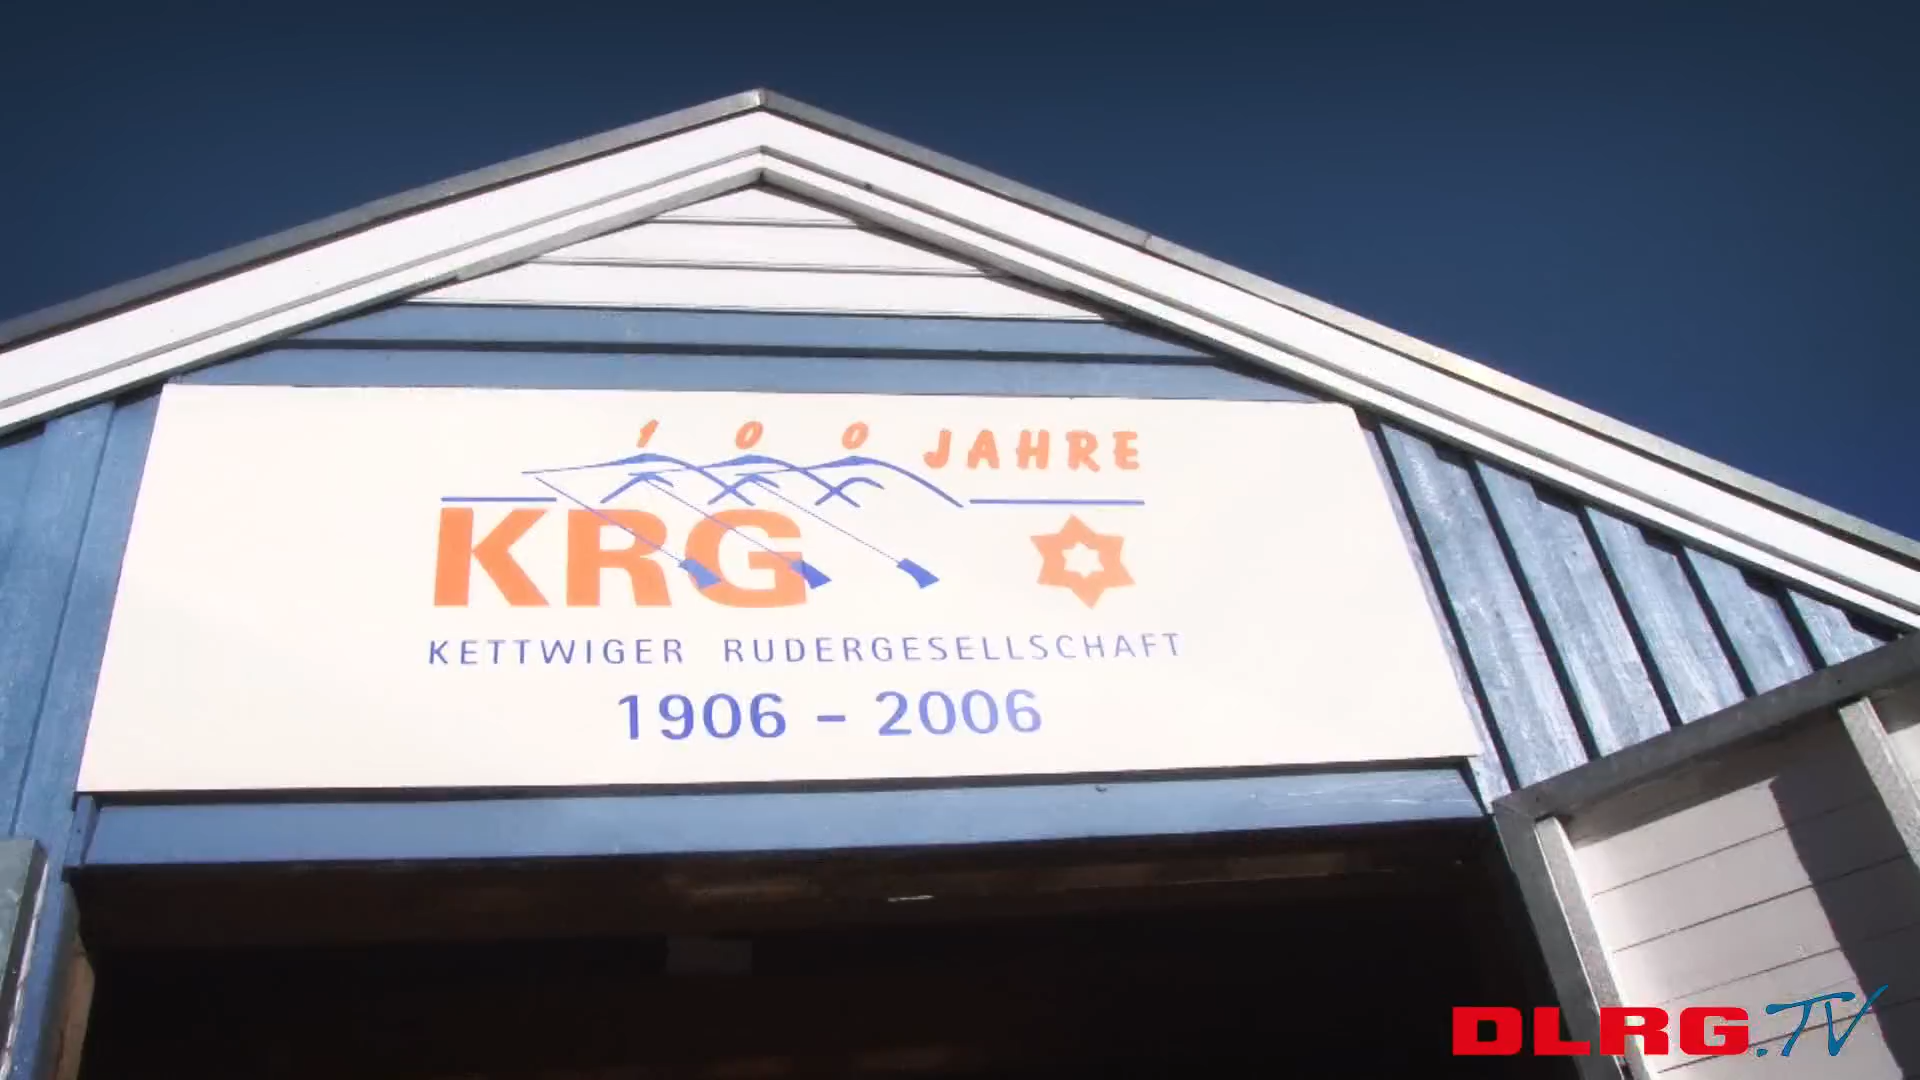 100 JAHRE
KRG
KETTWIGER RUDERGESELLSCHAFT
1906 - 2006
DLRG.TV